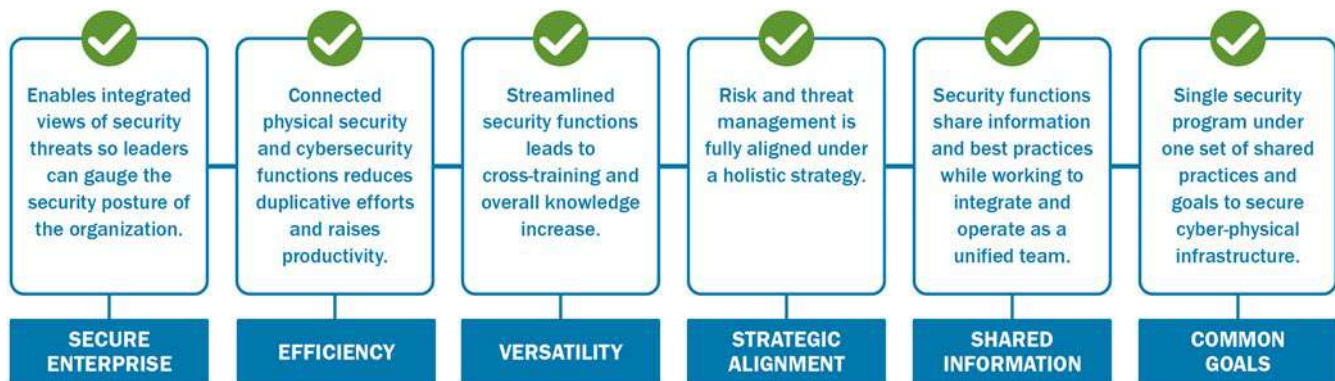 Enables integrated
views of security
threats so leaders
can gauge the
security posture of
the organization.
SECURE
ENTERPRISE
Connected
physical security
and cybersecurity
functions reduces
duplicative efforts
and raises
productivity.
EFFICIENCY
Streamlined
security functions
leads to
cross-training and
overall knowledge
increase.
VERSATILITY
Risk and threat
management is
fully aligned under
a holistic strategy.
STRATEGIC
ALIGNMENT
Security functions
share information
and best practices
while working to
integrate and
operate as a
unified team.
SHARED
INFORMATION
Single security
program under
one set of shared
practices and
goals to secure
cyber-physical
infrastructure.
COMMON
GOALS